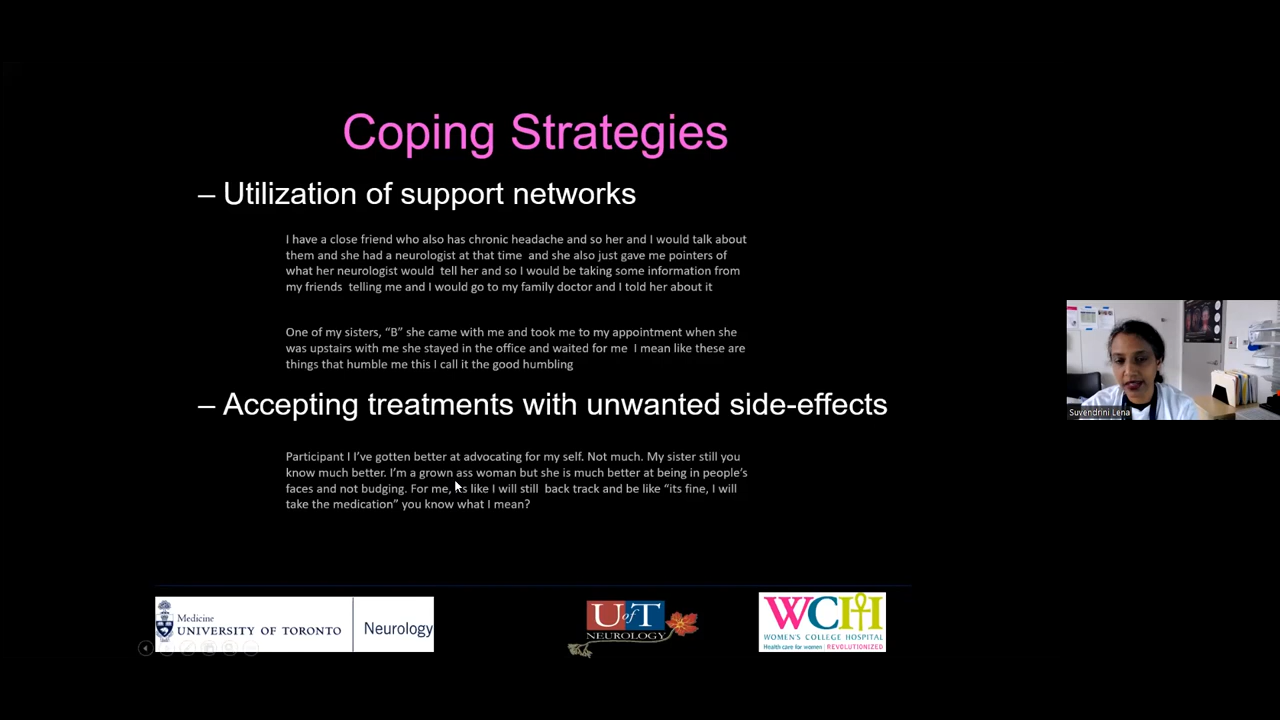 Coping Strategies
– Utilization of support networks
I have a close friend who also has chronic headache and so her and I would talk about
them and she had a neurologist at that time and she also just gave me pointers of
what her neurologist would tell her and so I would be taking some information from
my friends telling me and I would go to my family doctor and I told her about it
One of my sisters, “B” she came with me and took me to my appointment when she
was upstairs with me she stayed in the office and waited for me I mean like these are
things that humble me this I call it the good humbling
– Accepting treatments with unwanted side-effects
Participant I I’ve gotten better at advocating for my self. Not much. My sister still you
know much better. I’m a grown ass woman but she is much better at being in people’s
faces and not budging. For me, its like I will still back track and be like “its fine, I will
take the medication” you know what I mean?
Suvendrini Lena
Medicine
UNIVERSITY OF TORONTO
Neurology
U of T
NEUROLOGY
WCH
WOMEN'S COLLEGE HOSPITAL
Health care for women | REVOLUTIONIZED